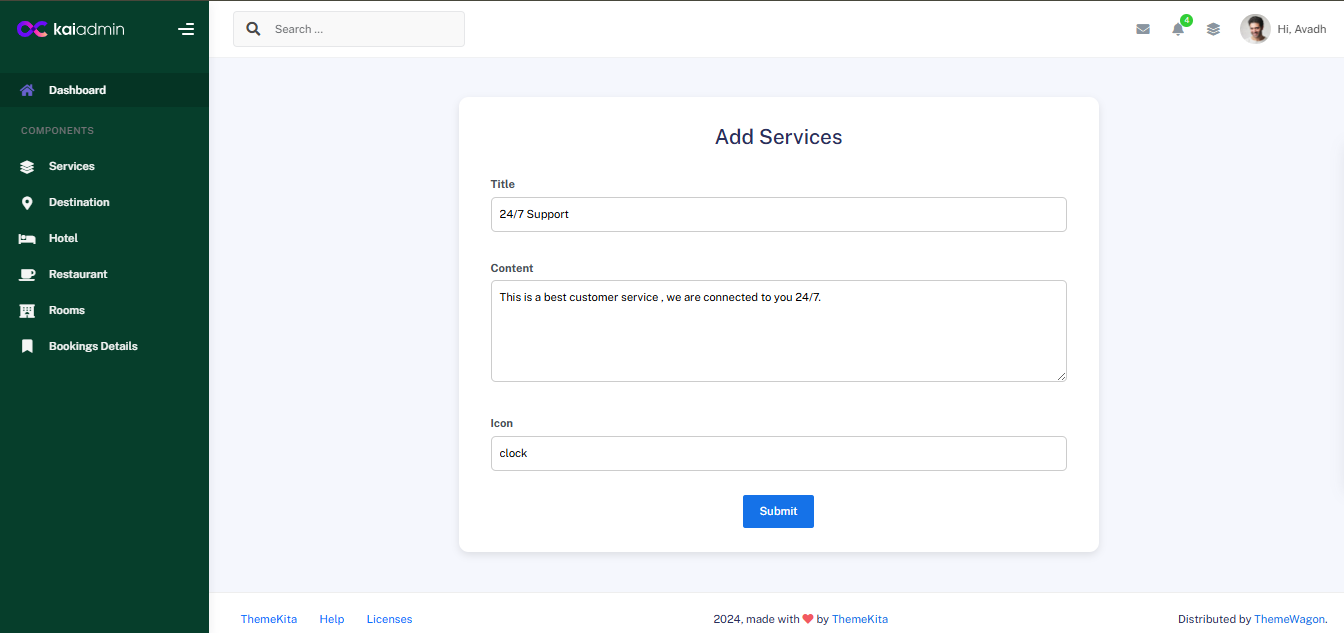 kaiadmin
Search ...
4
Hi, Avadh
Dashboard
COMPONENTS
Services
Destination
Hotel
Restaurant
Rooms
Bookings Details
Add Services
Title
24/7 Support
Content
This is a best customer service , we are connected to you 24/7.
Icon
clock
Submit
ThemeKita Help Licenses
2024, made with by ThemeKita
Distributed by ThemeWagon.